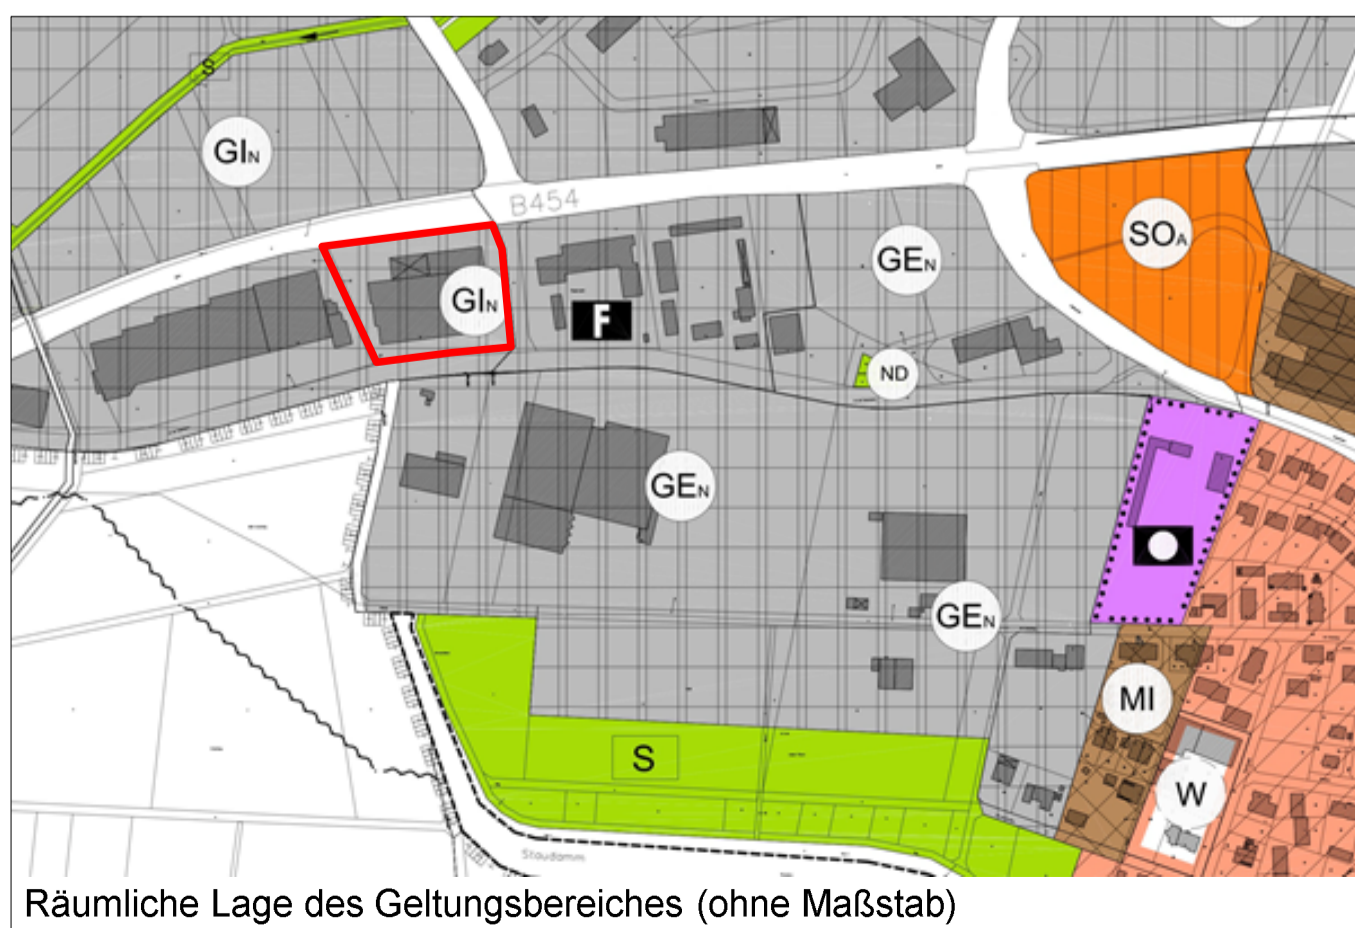 S
GIN
B454
SOA
GEN
GIN
F
ND
GEN
GEN
MI
S
W
Staudamm
Räumliche Lage des Geltungsbereiches (ohne Maßstab)